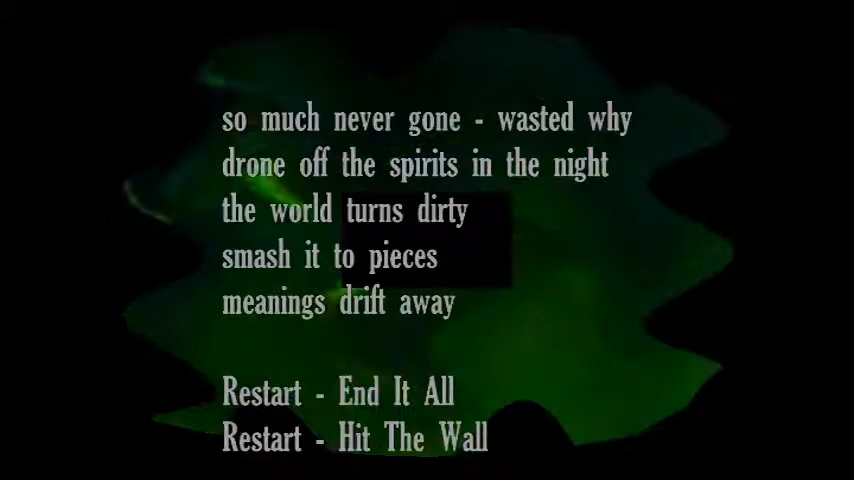 so much never gone - wasted why
drone off the spirits in the night
the world turns dirty
smash it to pieces
meanings drift away
Restart - End It All
Restart - Hit The Wall